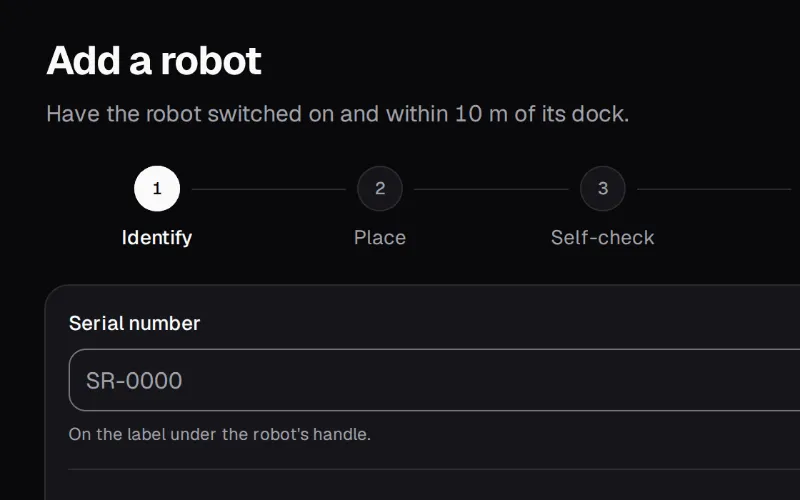 Add a robot
Have the robot switched on and within 10 m of its dock.
1 2 3
Identify Place Self-check
Serial number
SR-0000
On the label under the robot's handle.